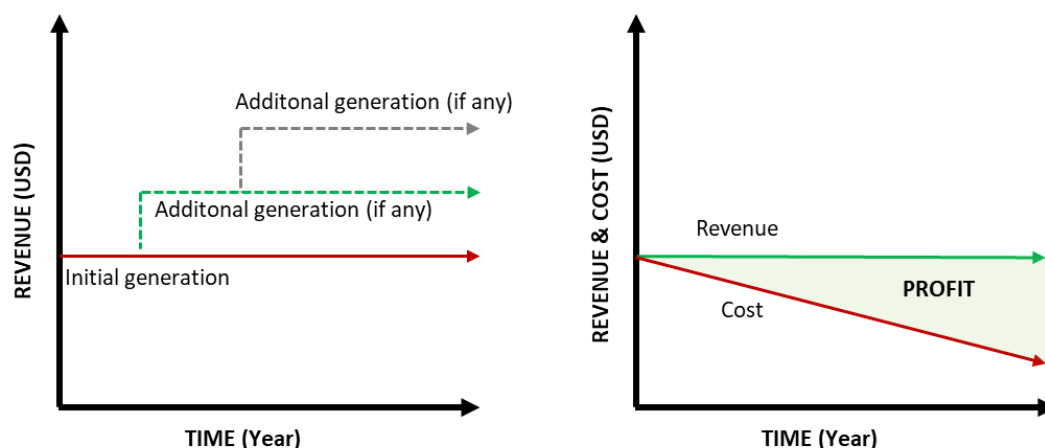 REVENUE (USD)
Additonal generation (if any)
Additonal generation (if any)
Initial generation
TIME (Year)
REVENUE & COST (USD)
Revenue
PROFIT
Cost
TIME (Year)